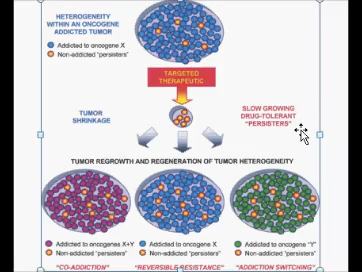 HETEROGENEITY
WITHIN AN ONCOGENE
ADDICTED TUMOR
Addicted to oncogene X
Non-addicted "persisters"
TARGETED
THERAPEUTIC
TUMOR
SHRINKAGE
SLOW GROWING
DRUG-TOLERANT
"PERSISTERS"
TUMOR REGROWTH AND REGENERATION OF TUMOR HETEROGENEITY
Addicted to oncogenes X+Y
Non-addicted "persisters"
"CO-ADDICTION"
Addicted to oncogene X
Non-addicted "persisters"
"REVERSIBLE RESISTANCE"
Addicted to oncogene "Y"
Non-addicted "persisters"
"ADDICTION SWITCHING"